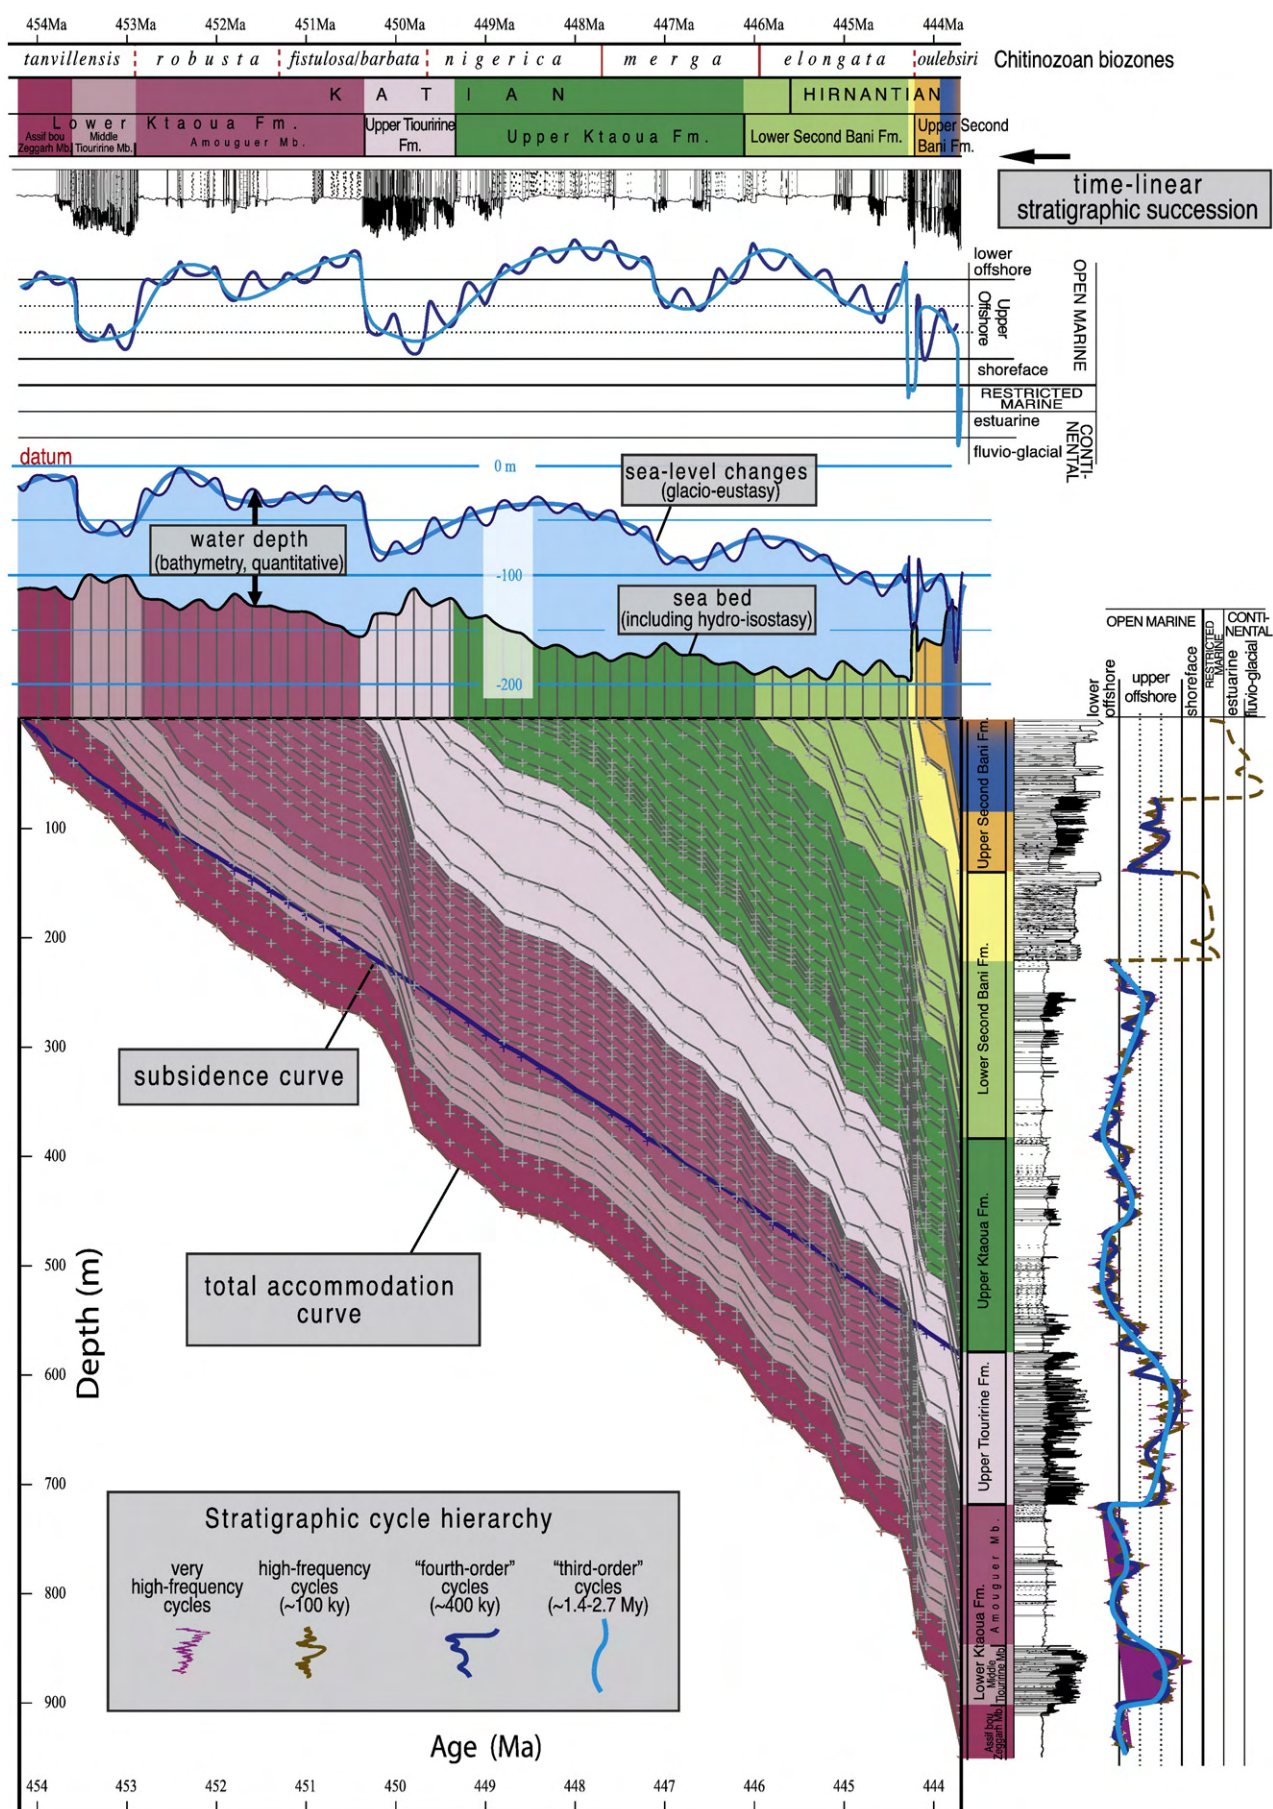 454Ma 453Ma 452Ma 451Ma 450Ma 449Ma 448Ma 447Ma 446Ma 445Ma 444Ma
tanvillensis robusta fistulosa/barbata nigerica merga elongata oulebsiri Chitinozoan biozones
KATIAN HIRNANTIAN
Lower Ktaoua Fm. Upper Tiouririne Fm. Upper Ktaoua Fm. Lower Second Bani Fm. Upper Second Bani Fm.
Assif bou Zeggarh Mb. Middle Tiouririne Mb. Amouguer Mb.
time-linear
stratigraphic succession
lower
offshore
Upper
Offshore
OPEN MARINE
shoreface
RESTRICTED
MARINE
estuarine
fluvio-glacial
CONTI-
NENTAL
datum
0 m
sea-level changes
(glacio-eustasy)
water depth
(bathymetry, quantitative)
-100
sea bed
(including hydro-isostasy)
-200
OPEN MARINE
RESTRICTED
MARINE
CONTI-
NENTAL
lower
offshore
upper
offshore
shoreface
estuarine
fluvio-glacial
100
200
300
400
500
600
700
800
900
Depth (m)
subsidence curve
total accommodation
curve
Upper Second Bani Fm.
Lower Second Bani Fm.
Upper Ktaoua Fm.
Upper Tiouririne Fm.
Lower Ktaoua Fm.
Amouguer Mb.
Middle
Tiouririne Mb
Assif bou
Zeggarh Mb
Stratigraphic cycle hierarchy
very
high-frequency
cycles
high-frequency
cycles
(~100 ky)
"fourth-order"
cycles
(~400 ky)
"third-order"
cycles
(~1.4-2.7 My)
Age (Ma)
454 453 452 451 450 449 448 447 446 445 444